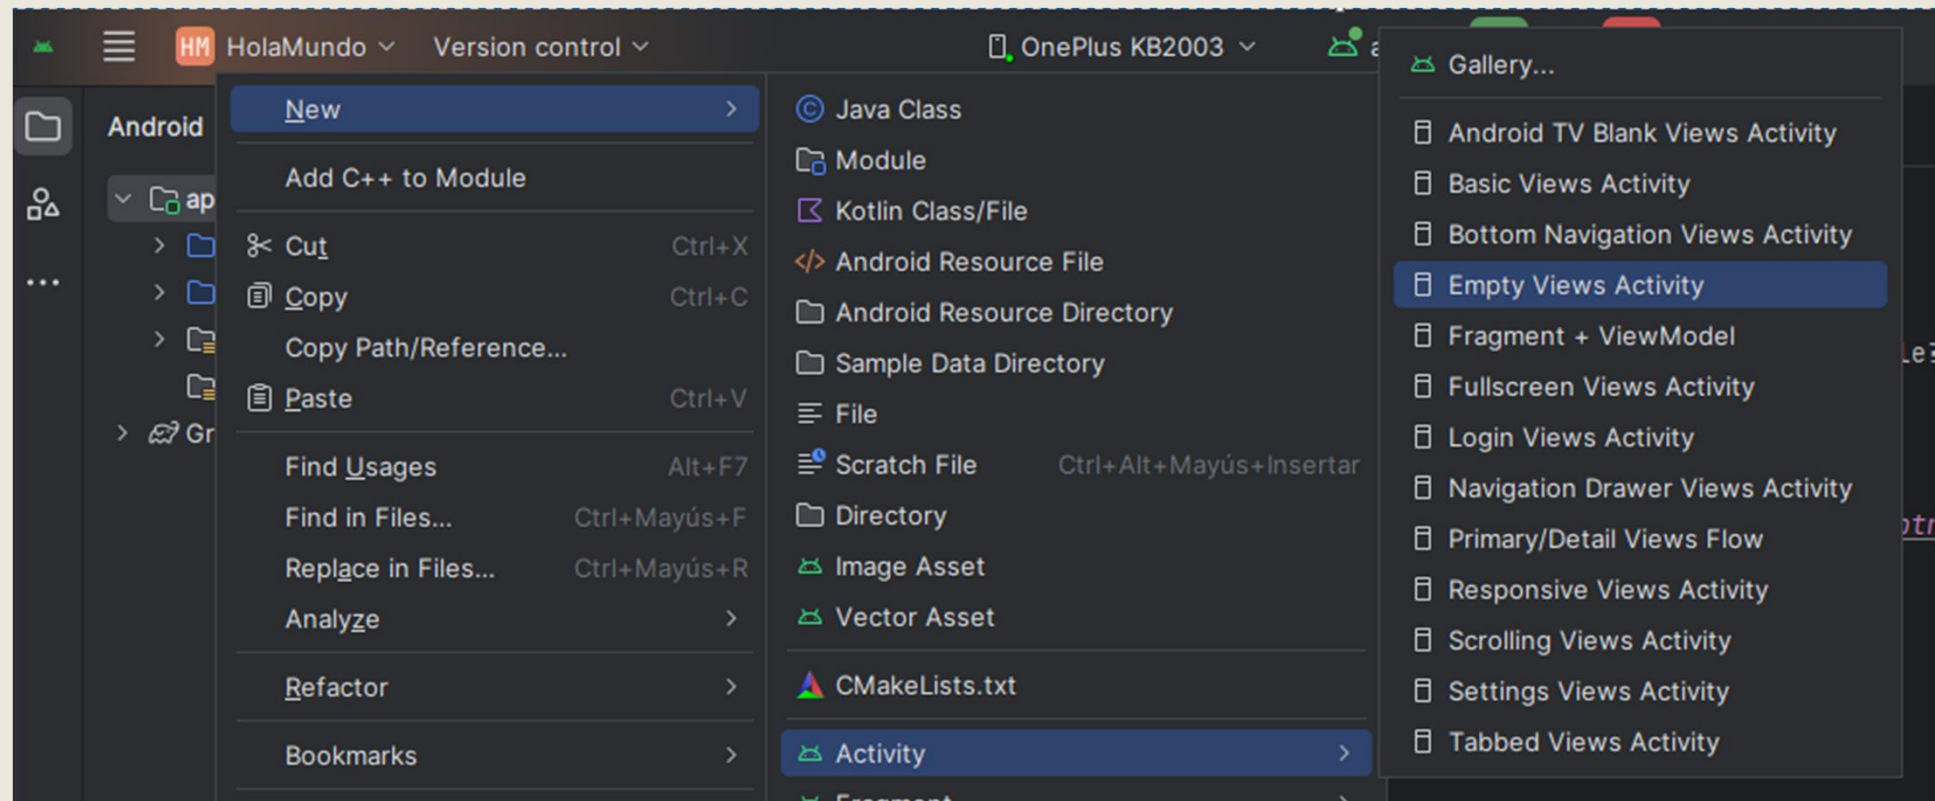 HM HolaMundo Version control OnePlus KB2003
Android
New
Add C++ to Module
Cut Ctrl+X
Copy Ctrl+C
Copy Path/Reference...
Paste Ctrl+V
Find Usages Alt+F7
Find in Files... Ctrl+Mayús+F
Replace in Files... Ctrl+Mayús+R
Analyze
Refactor
Bookmarks
Java Class
Module
Kotlin Class/File
Android Resource File
Android Resource Directory
Sample Data Directory
File
Scratch File Ctrl+Alt+Mayús+Insertar
Directory
Image Asset
Vector Asset
CMakeLists.txt
Activity
Fragment
Gallery...
Android TV Blank Views Activity
Basic Views Activity
Bottom Navigation Views Activity
Empty Views Activity
Fragment + ViewModel
Fullscreen Views Activity
Login Views Activity
Navigation Drawer Views Activity
Primary/Detail Views Flow
Responsive Views Activity
Scrolling Views Activity
Settings Views Activity
Tabbed Views Activity